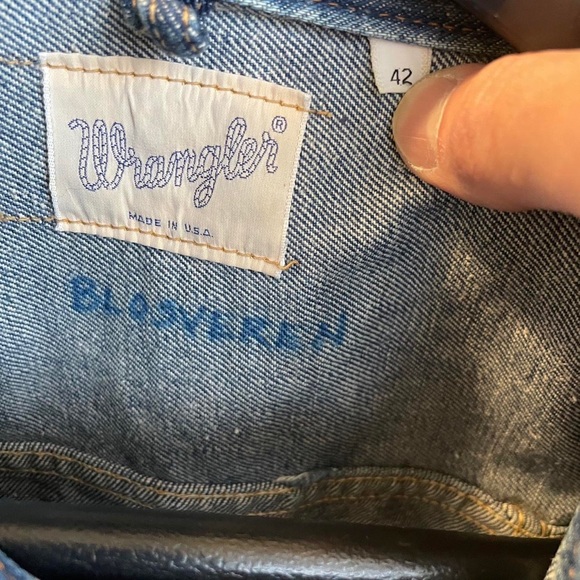 Wrangler®
MADE IN U.S.A.
42
BLOSVEREN